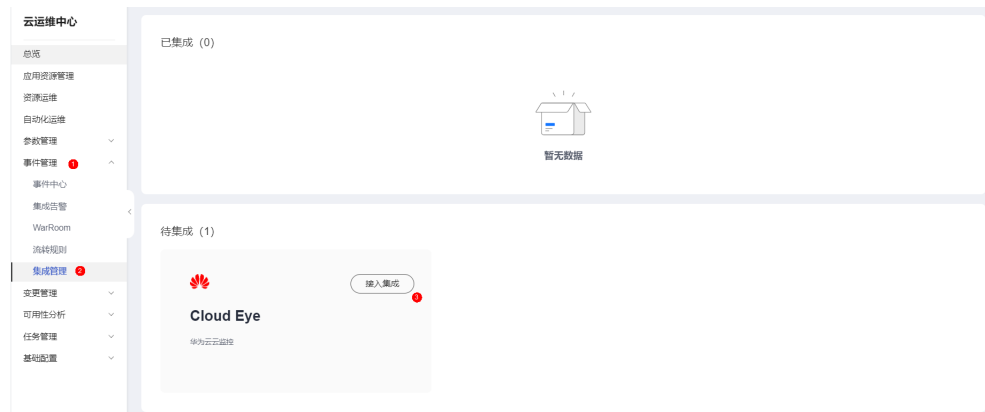 云运维中心
总览
应用资源管理
资源运维
自动化运维
参数管理
事件管理 1
事件中心
集成告警
WarRoom
流转规则
集成管理 2
变更管理
可用性分析
任务管理
基础配置
已集成 (0)
暂无数据
待集成 (1)
接入集成
3
Cloud Eye
华为云云监控